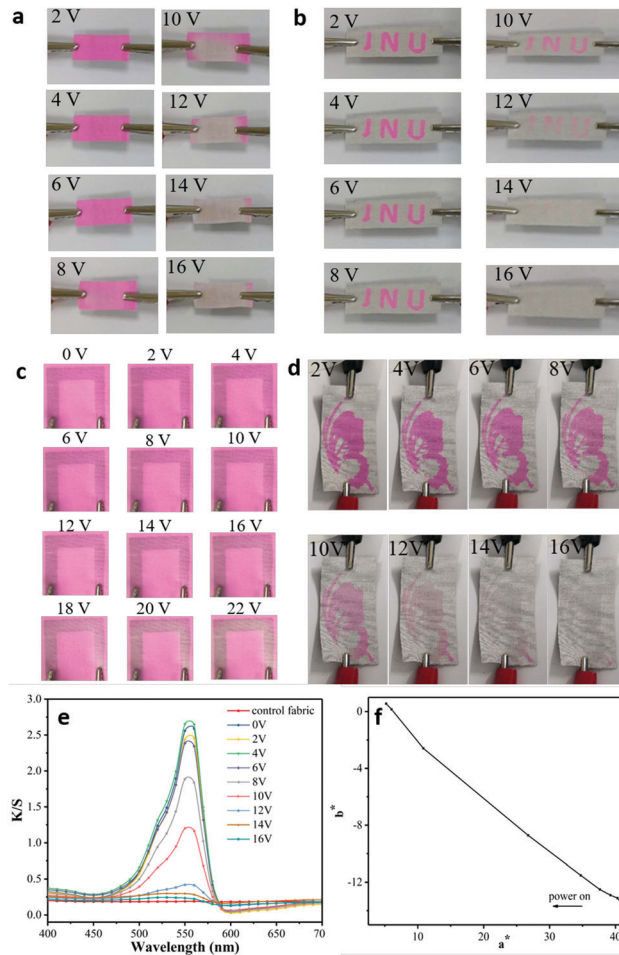 a
2 V
10 V
4 V
12 V
6 V
14 V
8 V
16 V
b
2 V
JNU
10 V
JNU
4 V
JNU
12 V
JNU
6 V
JNU
14 V
8 V
JNU
16 V
c
0 V 2 V 4 V
6 V 8 V 10 V
12 V 14 V 16 V
18 V 20 V 22 V
d
2V 4V 6V 8V
10V 12V 14V 16V
e
K/S
3.0
2.5
2.0
1.5
1.0
0.5
0.0
400 450 500 550 600 650 70
Wavelength (nm)
control fabric
0V
2V
4V
6V
8V
10V
12V
14V
16V
f
b*
0
-4
-8
-12
10 20 30 40
a*
power on